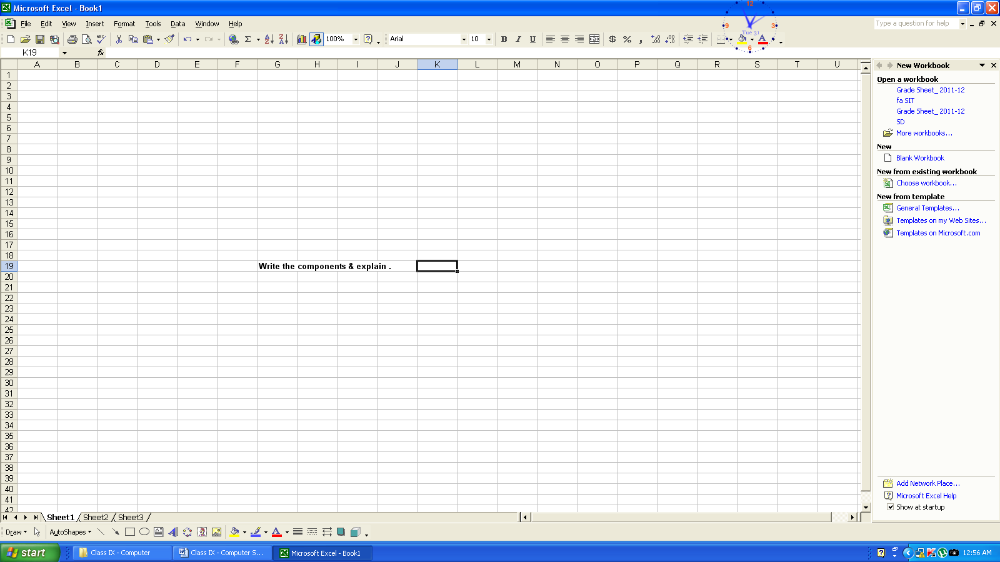 Microsoft Excel - Book1
File Edit View Insert Format Tools Data Window Help
Type a question for help
12
3
6
9
Tue 31
100%
Arial
10
B I U
$ % ,
K19
fx
A B C D E F G H I J K L M N O P Q R S T U
1
2
3
4
5
6
7
8
9
10
11
12
13
14
15
16
17
18
19 Write the components & explain .
20
21
22
23
24
25
26
27
28
29
30
31
32
33
34
35
36
37
38
39
40
41
42
New Workbook
Open a workbook
Grade Sheet_ 2011-12
fa SIT
Grade Sheet_ 2011-12
SD
More workbooks...
New
Blank Workbook
New from existing workbook
Choose workbook...
New from template
General Templates...
Templates on my Web Sites...
Templates on Microsoft.com
Add Network Place...
Microsoft Excel Help
Show at startup
Sheet1 Sheet2 Sheet3
Draw AutoShapes
start
Class IX - Computer
Class IX - Computer S...
Microsoft Excel - Book1
12:56 AM